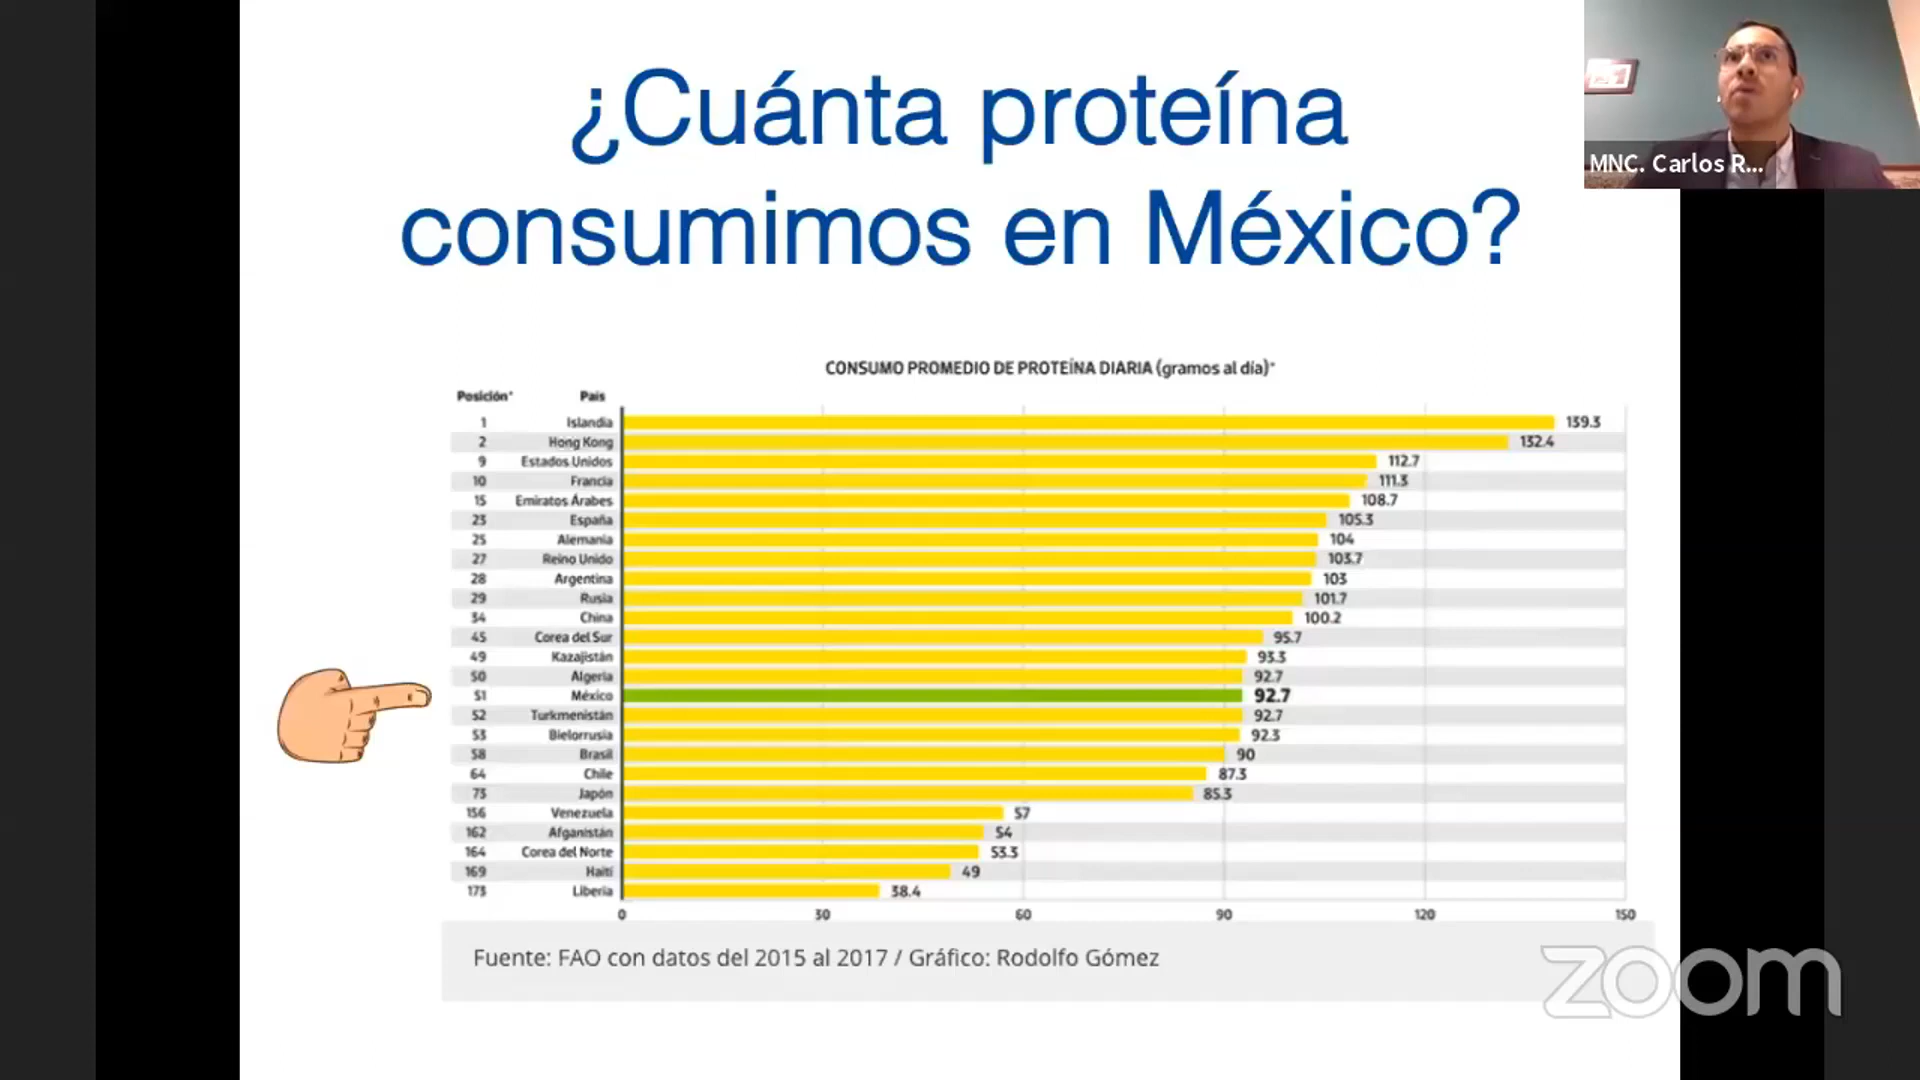 ¿Cuánta proteína
consumimos en México?
MNC. Carlos R...
CONSUMO PROMEDIO DE PROTEÍNA DIARIA (gramos al día)*
Posición* País
1 Islandia 139.3
2 Hong Kong 132.4
9 Estados Unidos 112.7
10 Francia 111.3
15 Emiratos Árabes 108.7
23 España 105.3
25 Alemania 104
27 Reino Unido 103.7
28 Argentina 103
29 Rusia 101.7
34 China 100.2
45 Corea del Sur 95.7
49 Kazajistán 93.3
50 Algeria 92.7
51 México 92.7
52 Turkmenistán 92.7
53 Bielorrusia 92.3
58 Brasil 90
64 Chile 87.3
73 Japón 85.3
156 Venezuela 57
162 Afganistán 54
164 Corea del Norte 53.3
169 Haití 49
173 Liberia 38.4
0 30 60 90 120 150
Fuente: FAO con datos del 2015 al 2017 / Gráfico: Rodolfo Gómez
zoom